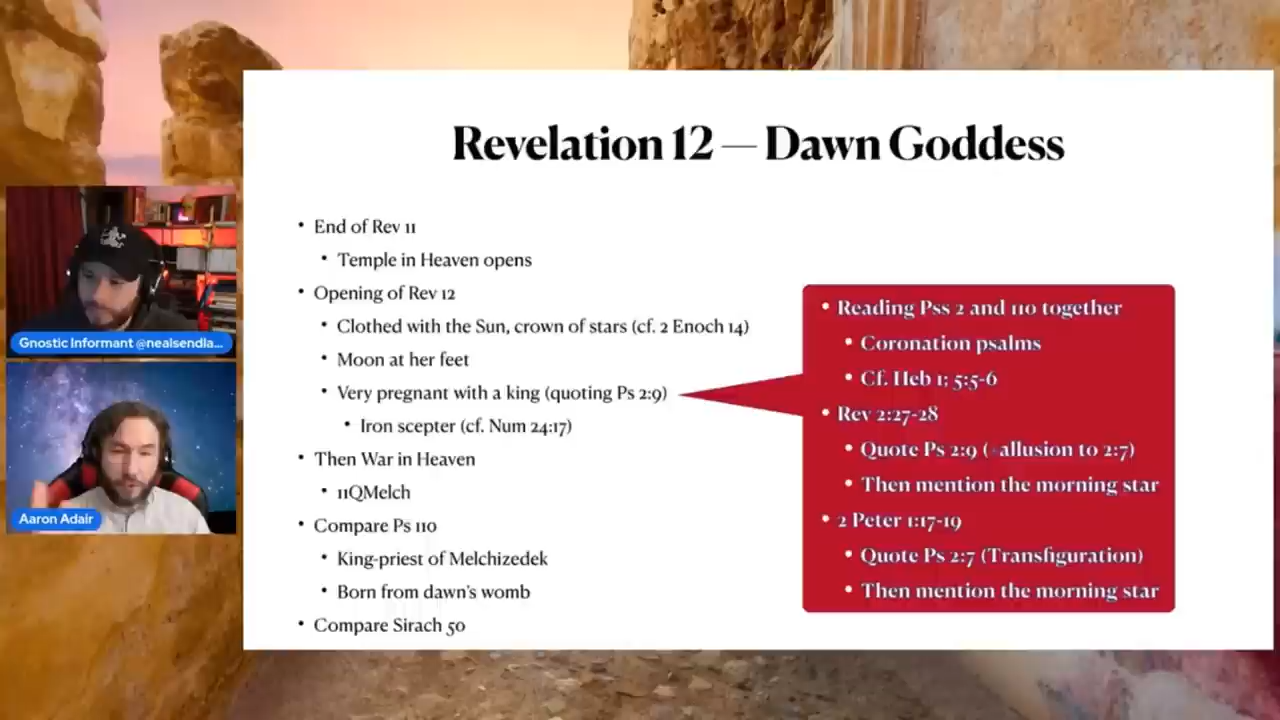 Revelation 12 — Dawn Goddess
• End of Rev 11
• Temple in Heaven opens
• Opening of Rev 12
• Clothed with the Sun, crown of stars (cf. 2 Enoch 14)
• Moon at her feet
• Very pregnant with a king (quoting Ps 2:9)
• Iron scepter (cf. Num 24:17)
• Then War in Heaven
• 11QMelch
• Compare Ps 110
• King-priest of Melchizedek
• Born from dawn's womb
• Compare Sirach 50
• Reading Pss 2 and 110 together
• Coronation psalms
• Cf. Heb 1; 5:5-6
• Rev 2:27-28
• Quote Ps 2:9 (+allusion to 2:7)
• Then mention the morning star
• 2 Peter 1:17-19
• Quote Ps 2:7 (Transfiguration)
• Then mention the morning star
Gnostic Informant @nealsendla...
Aaron Adair